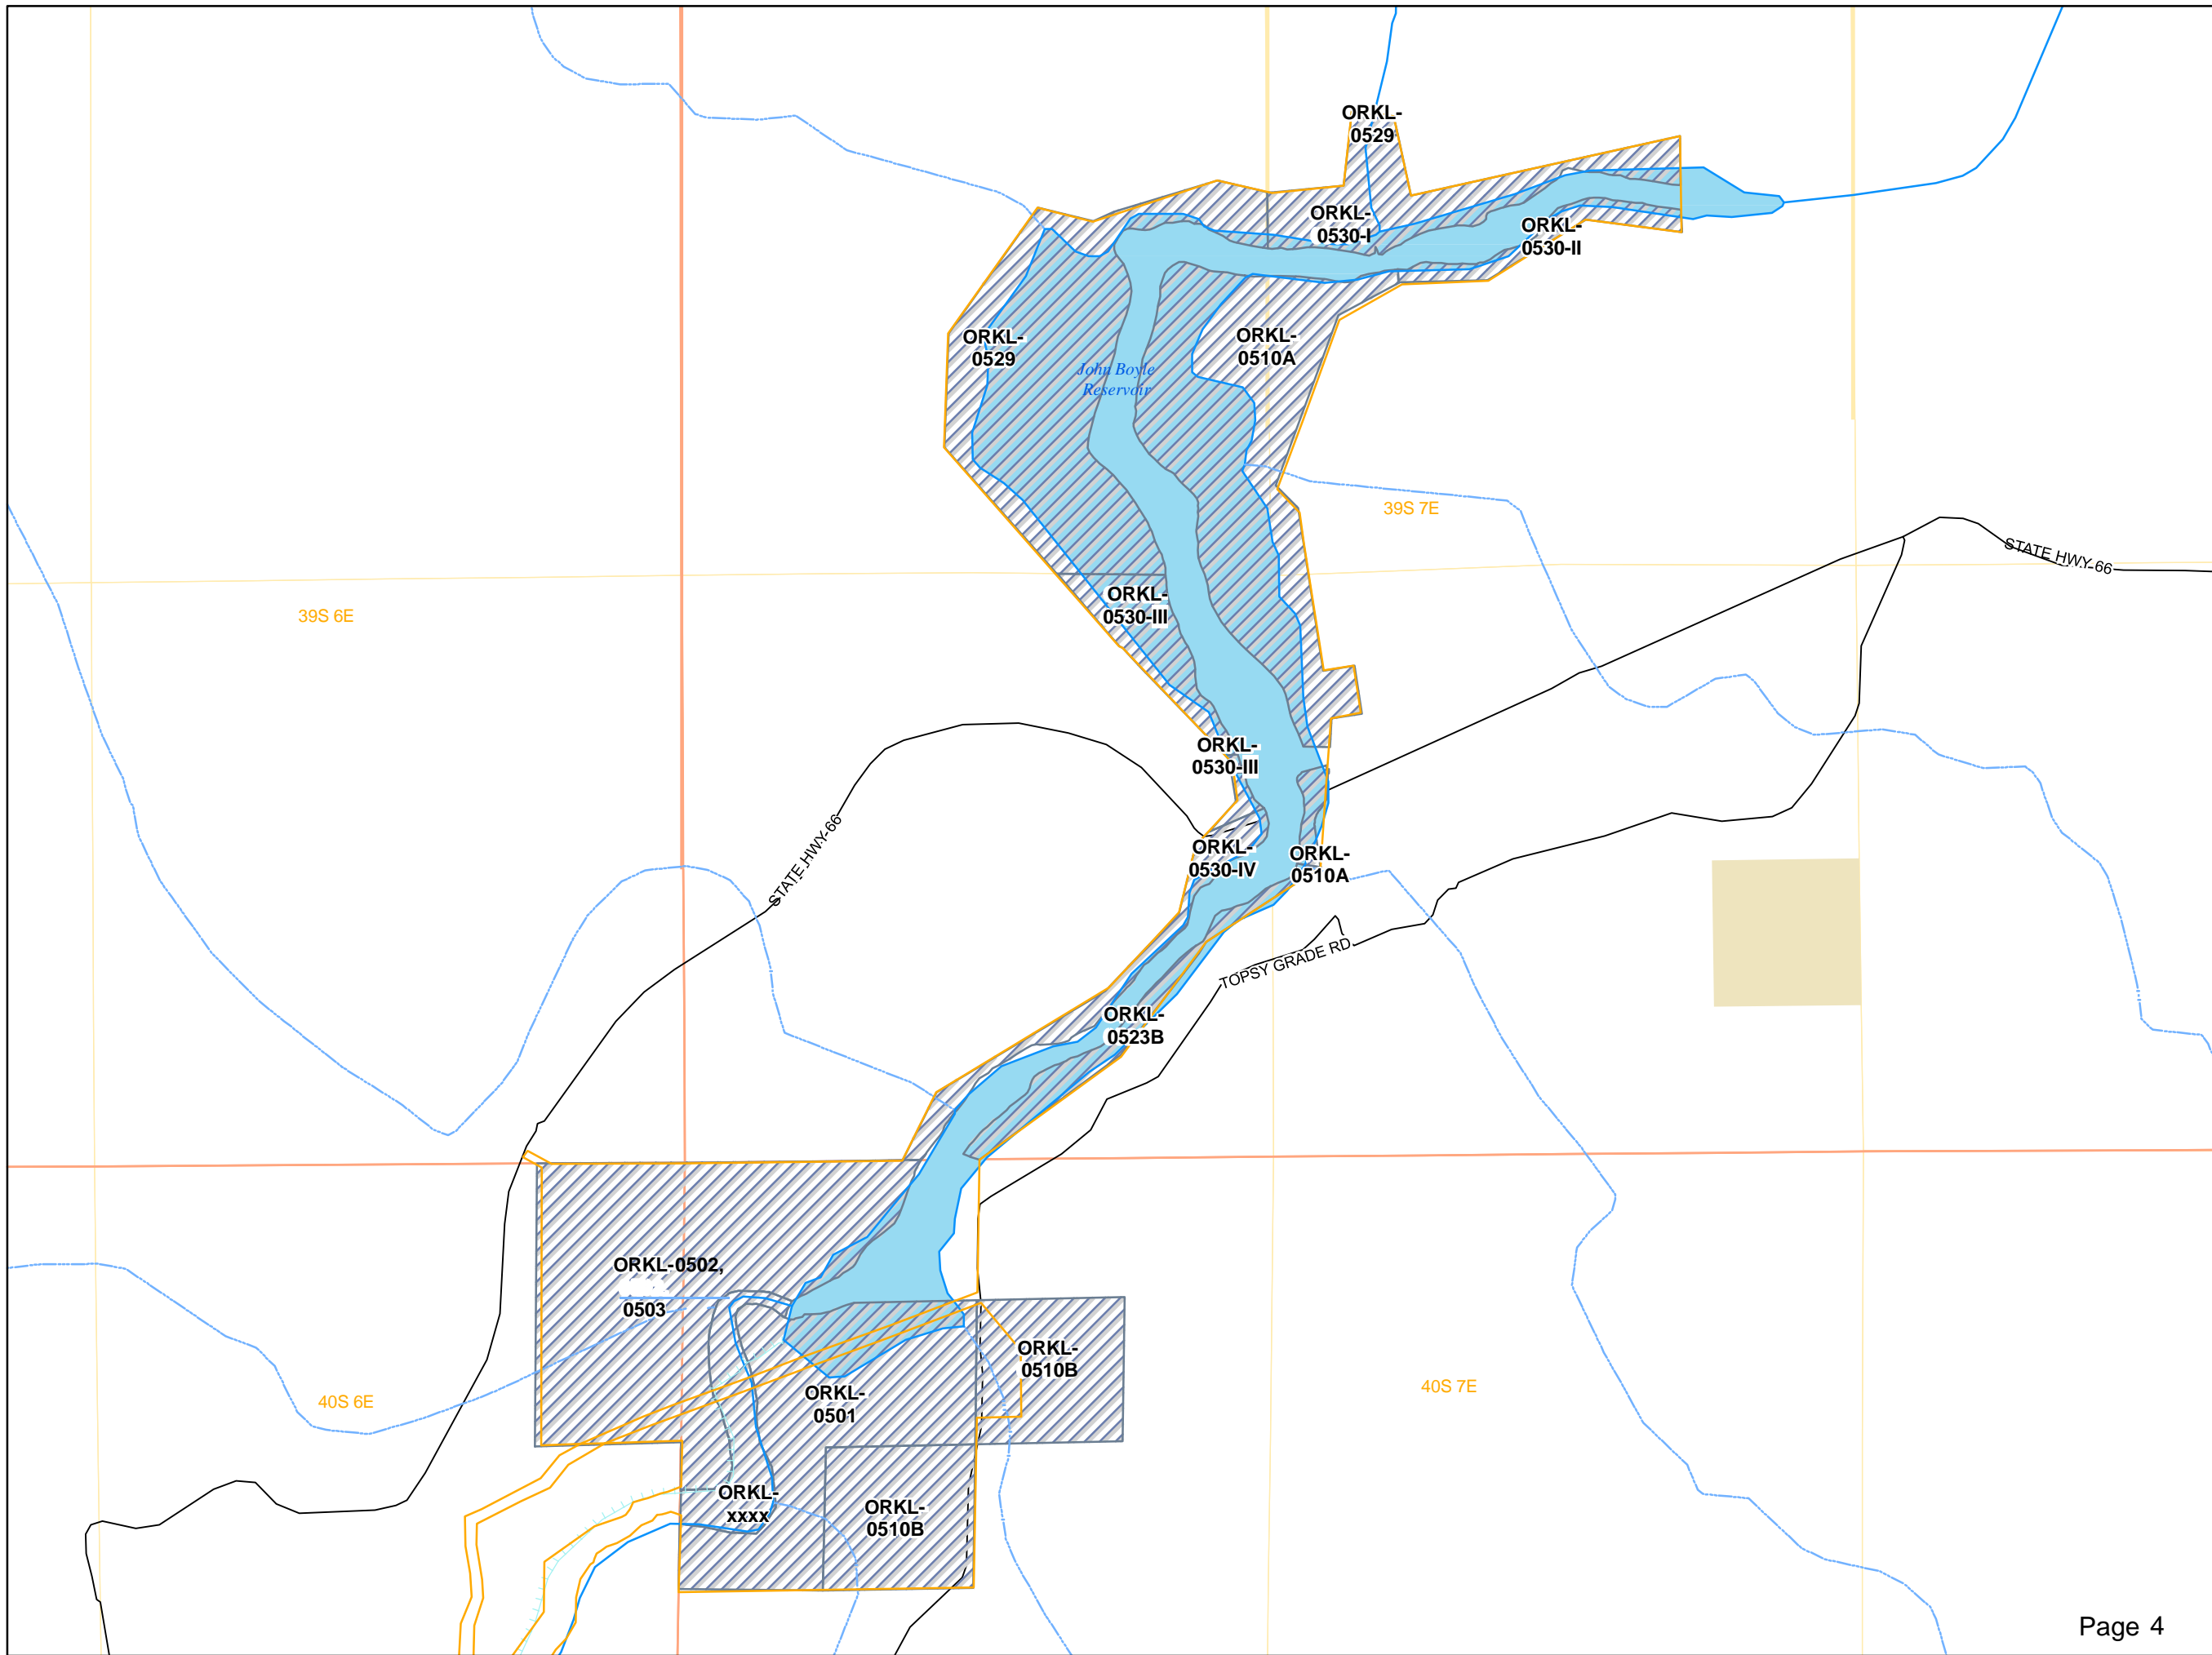 ORKL-
0529
ORKL-
0530-I
ORKL-
0530-II
ORKL-
0529
ORKL-
0510A
John Boyle
Reservoir
39S 7E
STATE HWY-66
39S 6E
ORKL-
0530-III
ORKL-
0530-III
STATE HWY-66
ORKL-
0530-IV
ORKL-
0510A
TOPSY GRADE RD
ORKL-
0523B
ORKL-0502,
0503
ORKL-
0510B
40S 6E
ORKL-
0501
40S 7E
ORKL-
xxxx
ORKL-
0510B
Page 4